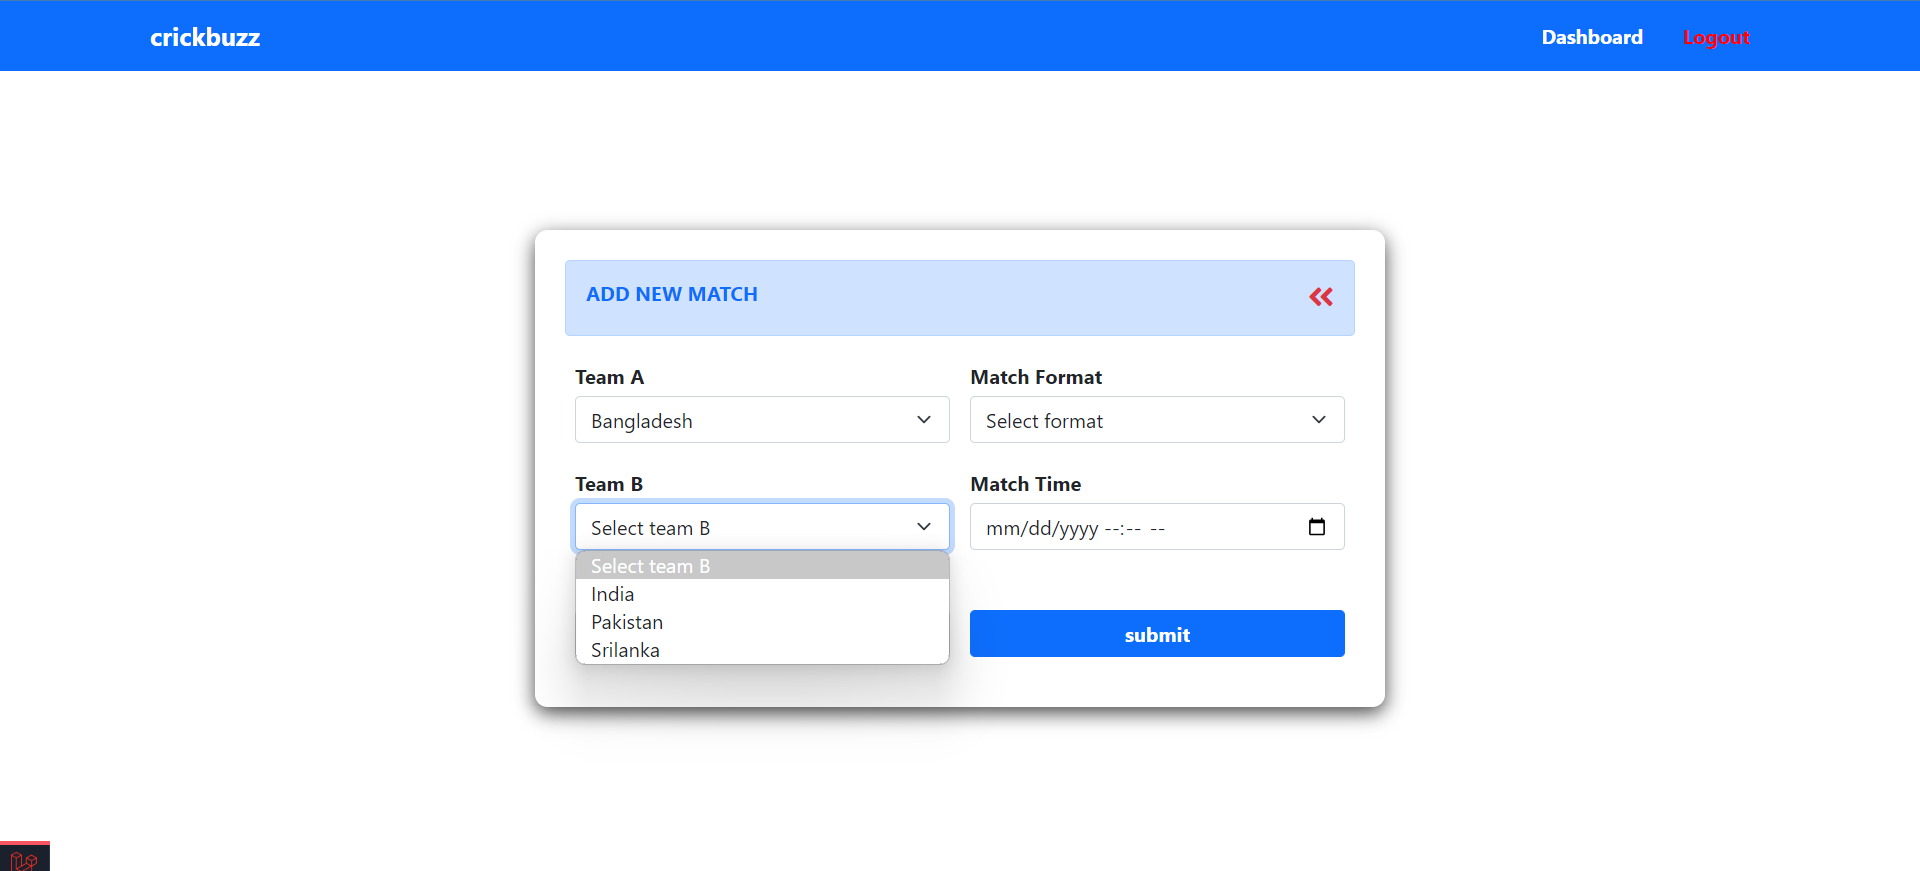 crickbuzz
Dashboard
Logout
ADD NEW MATCH
Team A
Match Format
Bangladesh
Select format
Team B
Match Time
Select team B
mm/dd/yyyy --:-- --
Select team B
India
Pakistan
Srilanka
submit